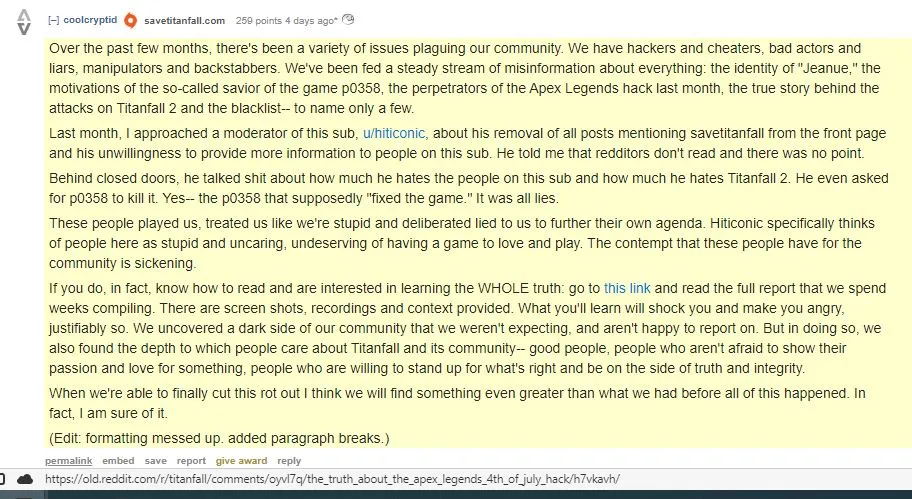 [–] coolcryptid savetitanfall.com 259 points 4 days ago*
Over the past few months, there's been a variety of issues plaguing our community. We have hackers and cheaters, bad actors and
liars, manipulators and backstabbers. We've been fed a steady stream of misinformation about everything: the identity of "Jeanue," the
motivations of the so-called savior of the game p0358, the perpetrators of the Apex Legends hack last month, the true story behind the
attacks on Titanfall 2 and the blacklist-- to name only a few.
Last month, I approached a moderator of this sub, u/hiticonic, about his removal of all posts mentioning savetitanfall from the front page
and his unwillingness to provide more information to people on this sub. He told me that redditors don't read and there was no point.
Behind closed doors, he talked shit about how much he hates the people on this sub and how much he hates Titanfall 2. He even asked
for p0358 to kill it. Yes-- the p0358 that supposedly "fixed the game." It was all lies.
These people played us, treated us like we're stupid and deliberated lied to us to further their own agenda. Hiticonic specifically thinks
of people here as stupid and uncaring, undeserving of having a game to love and play. The contempt that these people have for the
community is sickening.
If you do, in fact, know how to read and are interested in learning the WHOLE truth: go to this link and read the full report that we spend
weeks compiling. There are screen shots, recordings and context provided. What you'll learn will shock you and make you angry,
justifiably so. We uncovered a dark side of our community that we weren't expecting, and aren't happy to report on. But in doing so, we
also found the depth to which people care about Titanfall and its community-- good people, people who aren't afraid to show their
passion and love for something, people who are willing to stand up for what's right and be on the side of truth and integrity.
When we're able to finally cut this rot out I think we will find something even greater than what we had before all of this happened. In
fact, I am sure of it.
(Edit: formatting messed up. added paragraph breaks.)
permalink embed save report give award reply
https://old.reddit.com/r/titanfall/comments/oyvl7q/the_truth_about_the_apex_legends_4th_of_july_hack/h7vkavh/